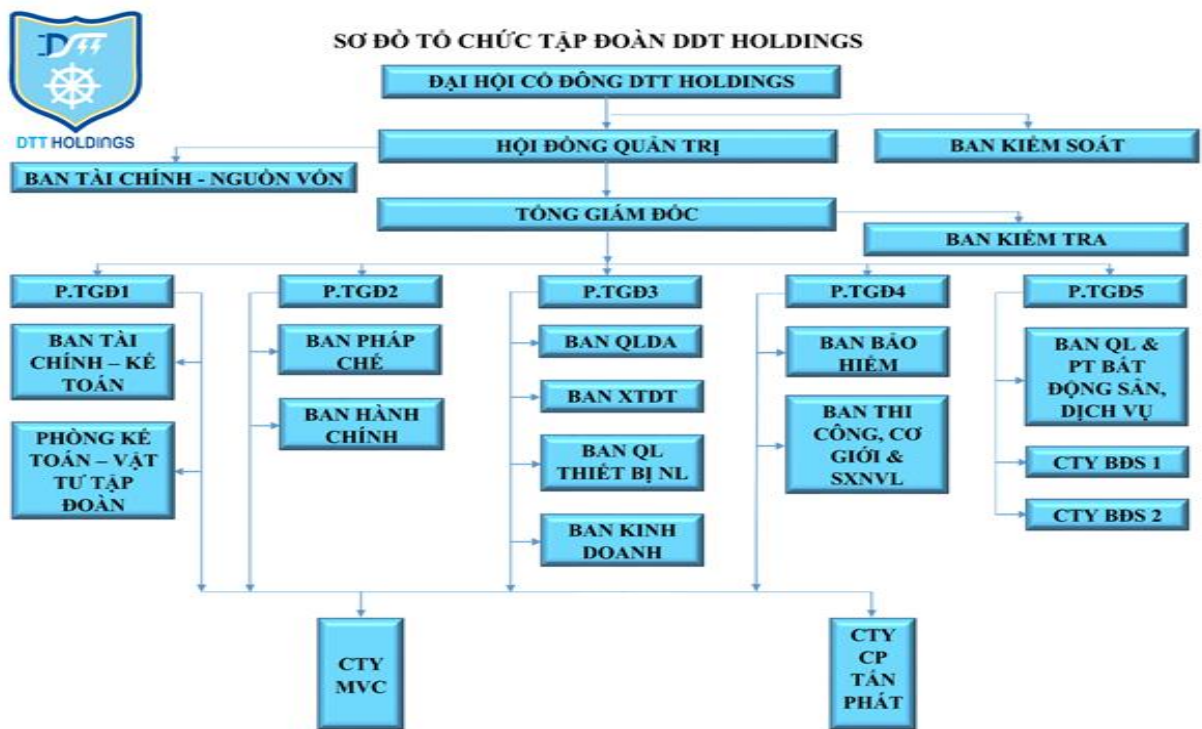 SƠ ĐỒ TỔ CHỨC TẬP ĐOÀN DDT HOLDINGS
DTT HOLDINGS
ĐẠI HỘI CỔ ĐÔNG DTT HOLDINGS
HỘI ĐỒNG QUẢN TRỊ
BAN KIỂM SOÁT
BAN TÀI CHÍNH - NGUỒN VỐN
TỔNG GIÁM ĐỐC
BAN KIỂM TRA
P.TGĐ1
P.TGĐ2
P.TGĐ3
P.TGĐ4
P.TGĐ5
BAN TÀI
CHÍNH – KẾ
TOÁN
PHÒNG KẾ
TOÁN – VẬT
TƯ TẬP
ĐOÀN
BAN PHÁP
CHẾ
BAN HÀNH
CHÍNH
BAN QLDA
BAN XTDT
BAN QL
THIẾT BỊ NL
BAN KINH
DOANH
BAN BẢO
HIỂM
BAN THI
CÔNG, CƠ
GIỚI &
SXNVL
BAN QL &
PT BẤT
ĐỘNG SẢN,
DỊCH VỤ
CTY BĐS 1
CTY BĐS 2
CTY
MVC
CTY
CP
TẤN
PHÁT